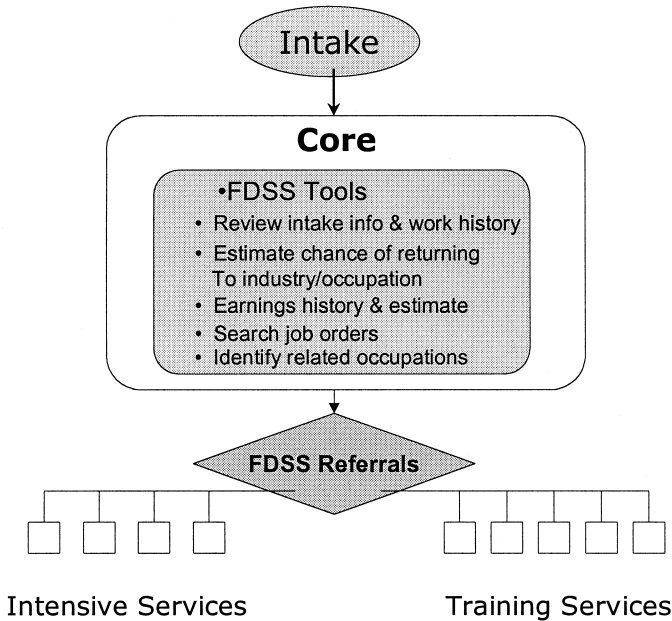 Intake
Core
•FDSS Tools
• Review intake info & work history
• Estimate chance of returning
To industry/occupation
• Earnings history & estimate
• Search job orders
• Identify related occupations
FDSS Referrals
Intensive Services
Training Services